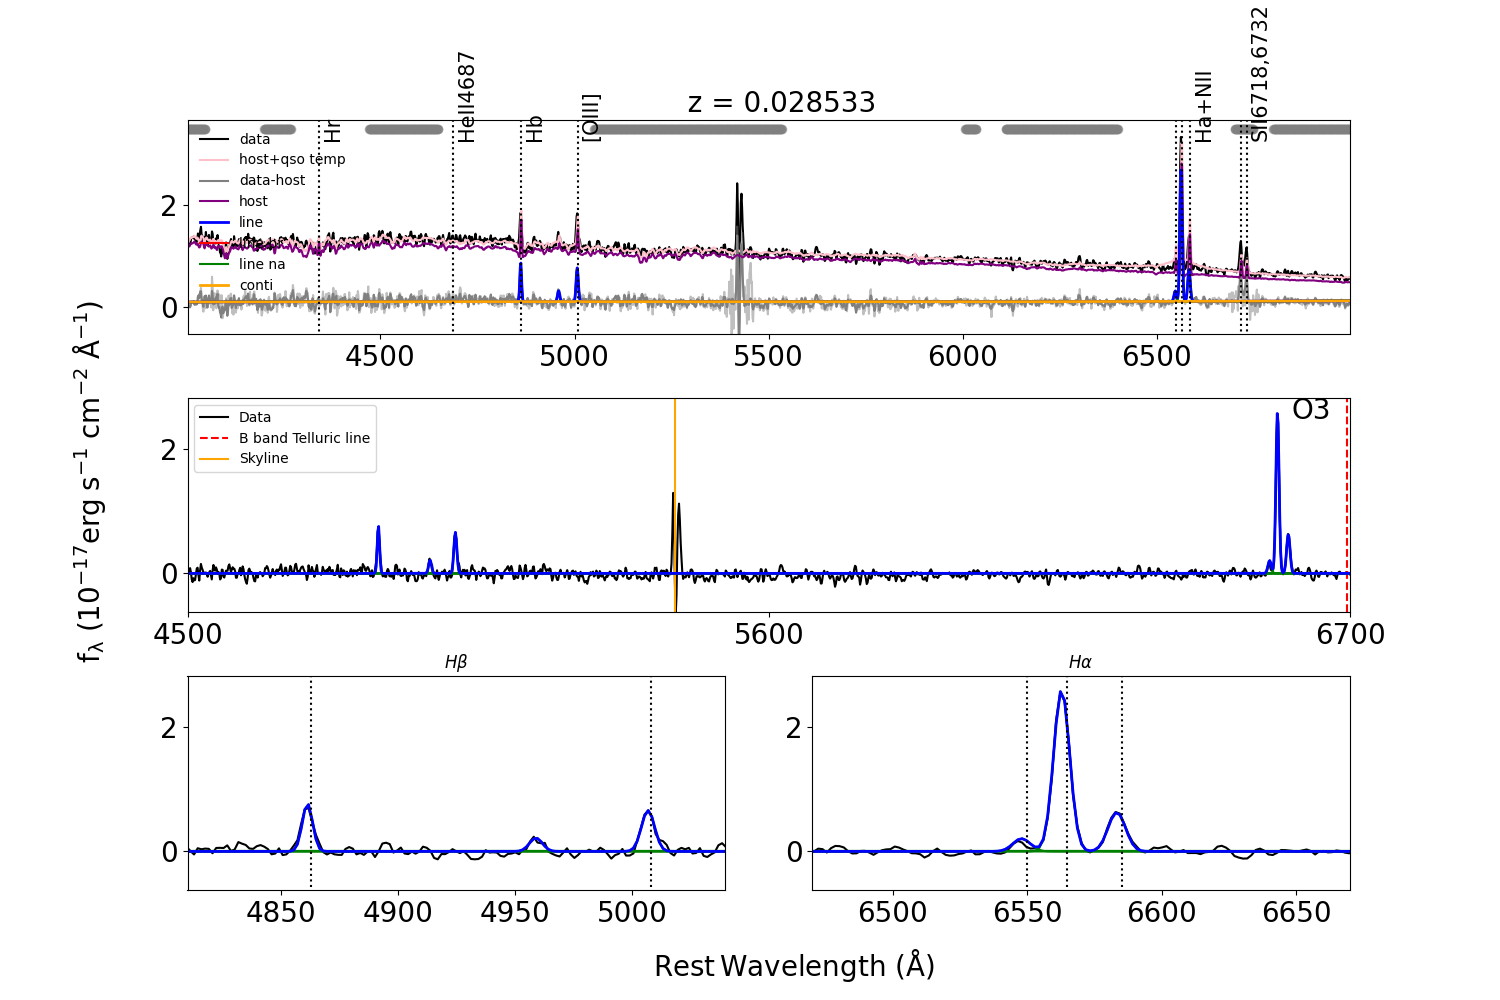 z = 0.028533
Hr
HeII4687
Hb
[OIII]
Ha+NII
SII6718,6732
data
host+qso temp
data-host
host
line
line br
line na
conti
2
0
4500 5000 5500 6000 6500
f_λ (10^−17 erg s^−1 cm^−2 Å^−1)
Data
B band Telluric line
Skyline
O3
2
0
4500 5600 6700
Hβ
2
0
4850 4900 4950 5000
Hα
2
0
6500 6550 6600 6650
Rest Wavelength (Å)